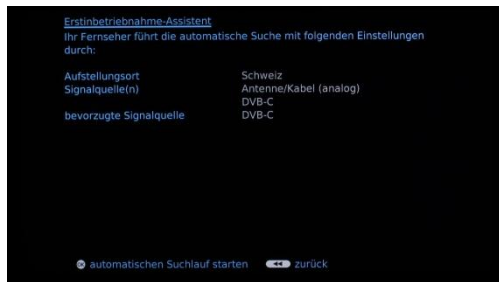 Erstinbetriebnahme-Assistent
Ihr Fernseher führt die automatische Suche mit folgenden Einstellungen
durch:
Aufstellungsort Schweiz
Signalquelle(n) Antenne/Kabel (analog)
DVB-C
bevorzugte Signalquelle DVB-C
OK automatischen Suchlauf starten zurück